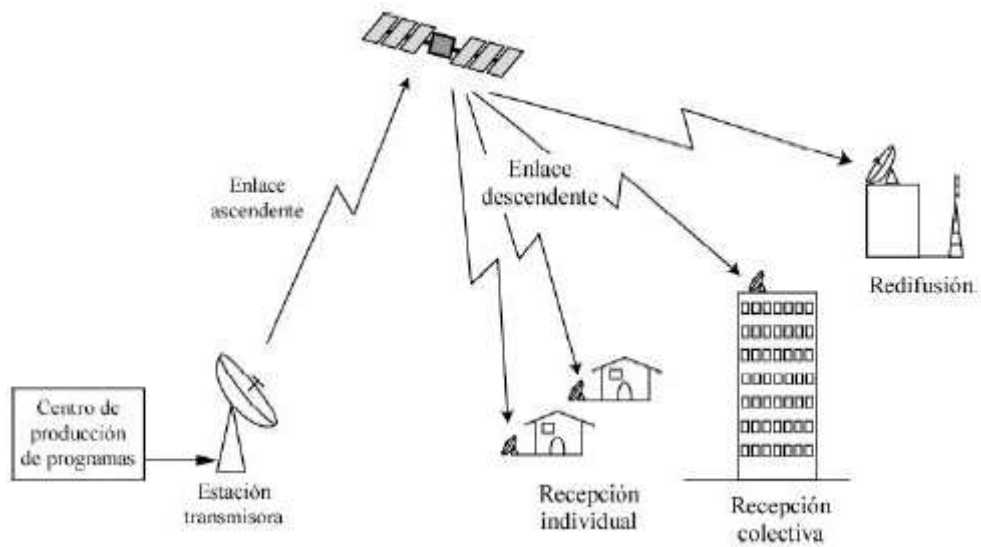 Enlace
ascendente
Enlace
descendente
Redifusión
Centro de
producción
de programas
Estación
transmisora
Recepción
individual
Recepción
colectiva